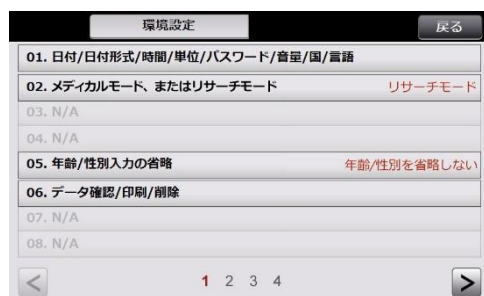 環境設定
戻る
01. 日付/日付形式/時間/単位/パスワード/音量/国/言語
02. メディカルモード、またはリサーチモード リサーチモード
03. N/A
04. N/A
05. 年齢/性別入力の省略 年齢/性別を省略しない
06. データ確認/印刷/削除
07. N/A
08. N/A
< 1 2 3 4 >